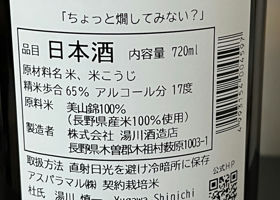 「ちょっと燗してみない？」
品目 日本酒 内容量 720ml
原材料名 米、米こうじ
精米歩合 65% アルコール分 17度
原料米 美山錦100%
(長野県産米100%使用)
製造者 株式会社 湯川酒造店
長野県木曽郡木祖村薮原1003-1
取扱方法 直射日光を避け冷暗所に保存
アスパラマル㈱ 契約栽培米
杜氏 湯川 慎一 Yugawa Shinichi
公式HP
4993154004597